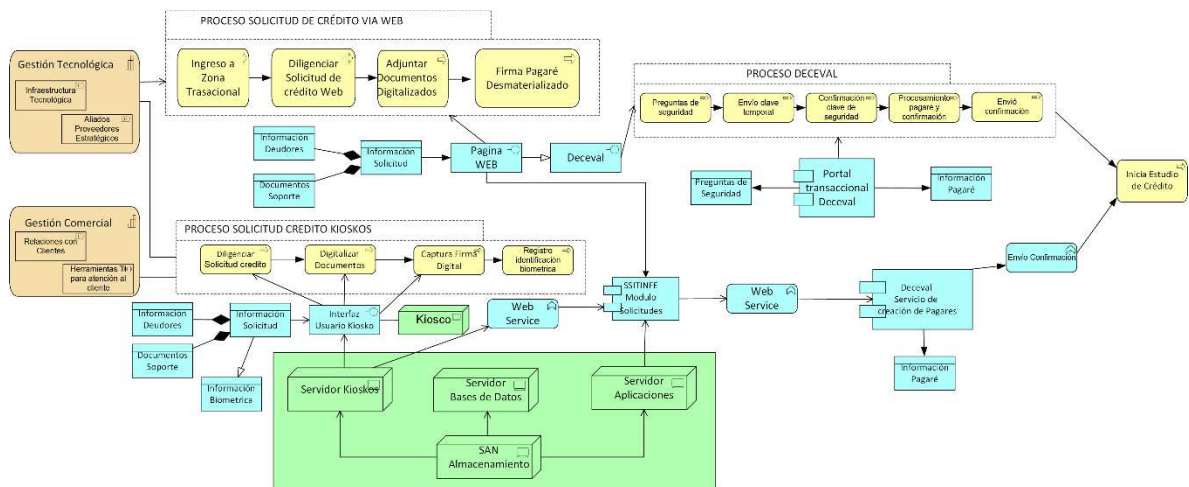 PROCESO SOLICITUD DE CRÉDITO VIA WEB
Gestión Tecnológica
Infraestructura
Tecnológica
Aliados
Proveedores
Estratégicos
Ingreso a
Zona
Trasacional
Diligenciar
Solicitud de
crédito Web
Adjuntar
Documentos
Digitalizados
Firma Pagaré
Desmaterializado
PROCESO DECEVAL
Preguntas de
seguridad
Envío clave
temporal
Confirmación
clave de
seguridad
Procesamiento
pagare y
confirmación
Envió
confirmación
Información
Deudores
Documentos
Soporte
Información
Solicitud
Pagina
WEB
Deceval
Preguntas de
Seguridad
Portal
transaccional
Deceval
Información
Pagaré
Inicia Estudio
de Crédito
Gestión Comercial
Relaciones con
Clientes
Herramientas TI
para atención al
cliente
PROCESO SOLICITUD CREDITO KIOSKOS
Diligenciar
Solicitud credito
Digitalizar
Documentos
Captura Firma
Digital
Registro
identificación
biometrica
Envío Confirmación
Información
Deudores
Documentos
Soporte
Información
Solicitud
Información
Biometrica
Interfaz
Usuario Kiosko
Kiosco
Web
Service
SSITINFE
Modulo
Solicitudes
Web
Service
Deceval
Servicio de
creación de Pagares
Información
Pagaré
Servidor Kioskos
Servidor
Bases de Datos
Servidor
Aplicaciones
SAN
Almacenamiento